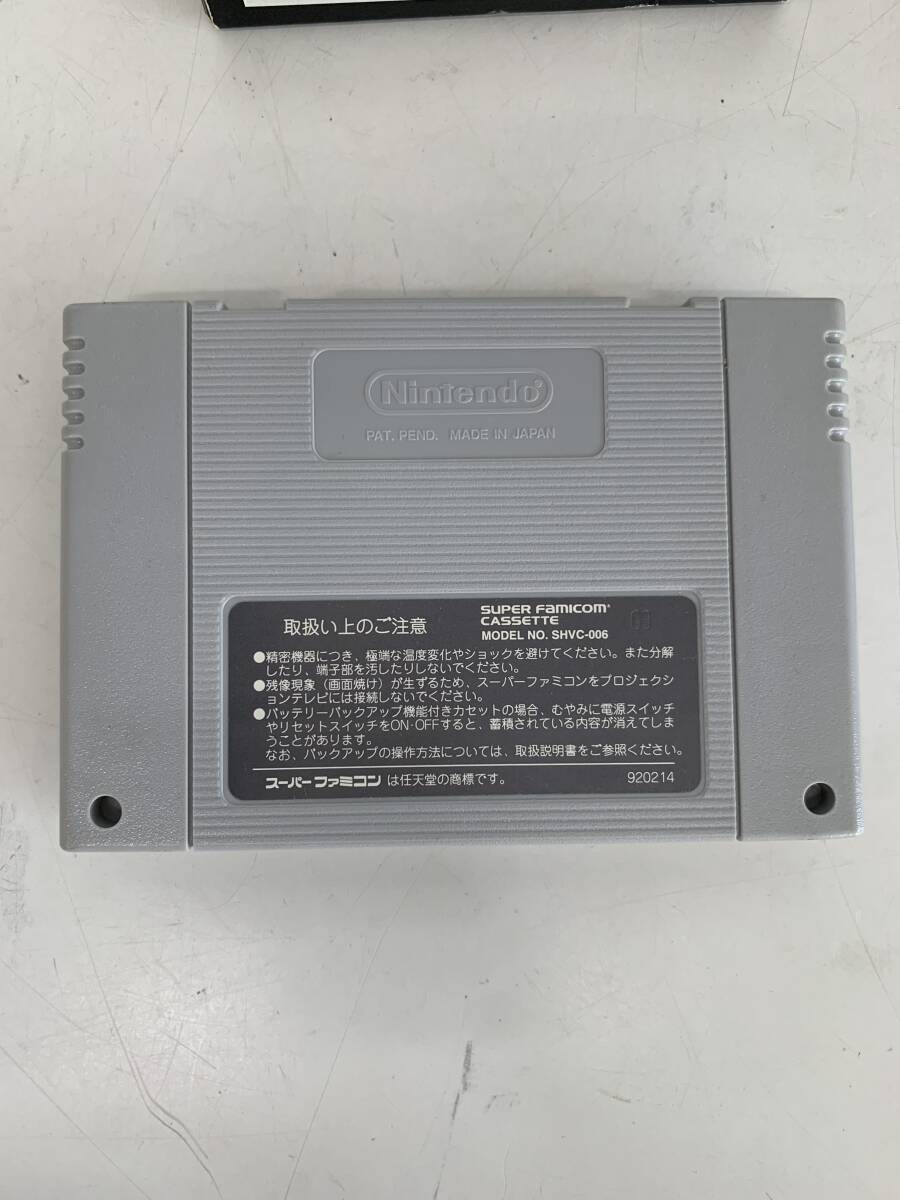 Nintendo®
PAT. PEND. MADE IN JAPAN
取扱い上のご注意
SUPER FAMICOM®
CASSETTE
MODEL NO. SHVC-006
●精密機器につき、極端な温度変化やショックを避けてください。また分解
したり、端子部を汚したりしないでください。
●残像現象（画面焼け）が生ずるため、スーパーファミコンをプロジェクシ
ョンテレビには接続しないでください。
●バッテリーバックアップ機能付きカセットの場合、むやみに電源スイッチ
やリセットスイッチをON·OFFすると、蓄積されている内容が消えてしま
うことがあります。
なお、バックアップの操作方法については、取扱説明書をご参照ください。
スーパーファミコン は任天堂の商標です。
920214